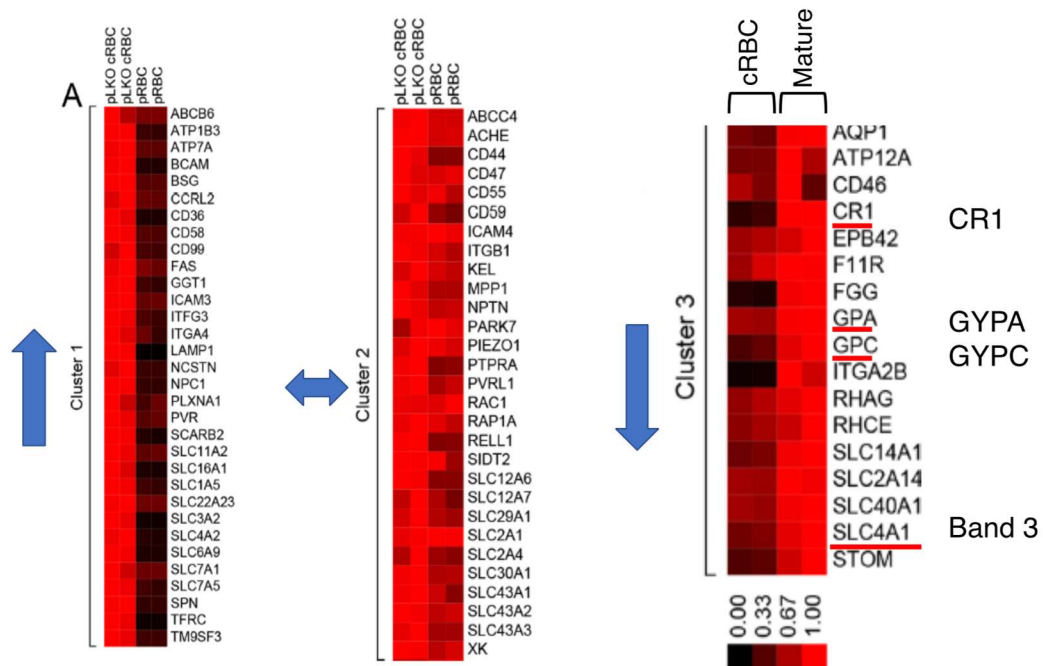 A
pLKO cRBC
pLKO cRBC
pRBC
pRBC
Cluster 1
ABCB6
ATP1B3
ATP7A
BCAM
BSG
CCRL2
CD36
CD58
CD99
FAS
GGT1
ICAM3
ITFG3
ITGA4
LAMP1
NCSTN
NPC1
PLXNA1
PVR
SCARB2
SLC11A2
SLC16A1
SLC1A5
SLC22A23
SLC3A2
SLC4A2
SLC6A9
SLC7A1
SLC7A5
SPN
TFRC
TM9SF3
pLKO cRBC
pLKO cRBC
pRBC
pRBC
Cluster 2
ABCC4
ACHE
CD44
CD47
CD55
CD59
ICAM4
ITGB1
KEL
MPP1
NPTN
PARK7
PIEZO1
PTPRA
PVRL1
RAC1
RAP1A
RELL1
SIDT2
SLC12A6
SLC12A7
SLC29A1
SLC2A1
SLC2A4
SLC30A1
SLC43A1
SLC43A2
SLC43A3
XK
cRBC
Mature
Cluster 3
AQP1
ATP12A
CD46
CR1
EPB42
F11R
FGG
GPA
GPC
ITGA2B
RHAG
RHCE
SLC14A1
SLC2A14
SLC40A1
SLC4A1
STOM
CR1
GYPA
GYPC
Band 3
0.00
0.33
0.67
1.00